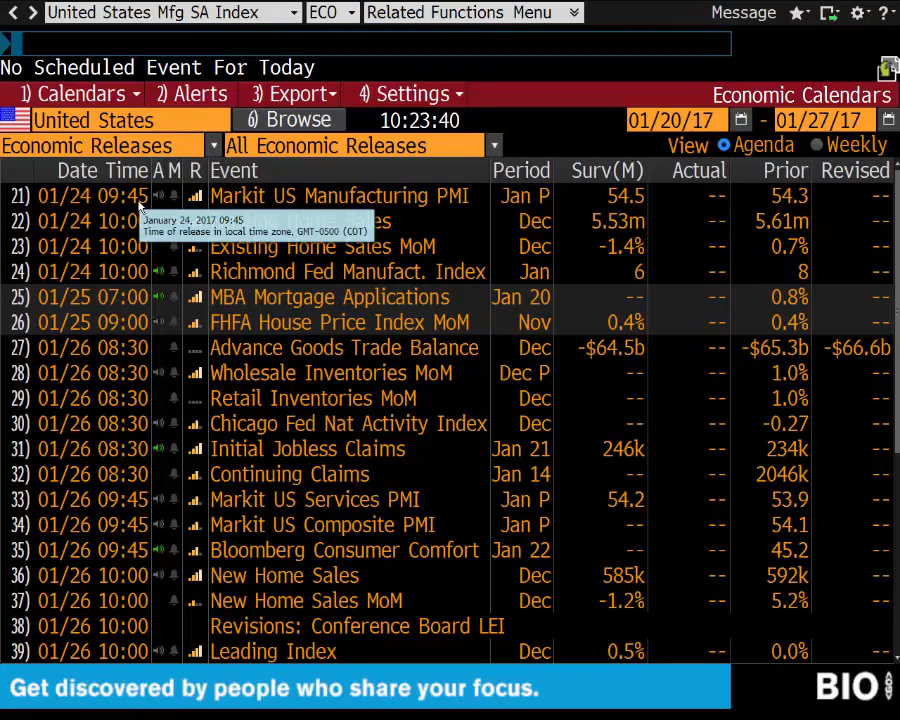 United States Mfg SA Index ECO Related Functions Menu Message ?
No Scheduled Event For Today
1) Calendars 2) Alerts 3) Export 4) Settings Economic Calendars
United States 6) Browse 10:23:40 01/20/17 - 01/27/17
Economic Releases All Economic Releases View Agenda Weekly
Date Time A M R Event Period Surv(M) Actual Prior Revised
21) 01/24 09:45 Markit US Manufacturing PMI Jan P 54.5 -- 54.3
22) 01/24 10:00 Existing Home Sales Dec 5.53m -- 5.61m
January 24, 2017 09:45
Time of release in local time zone, GMT-0500 (CDT)
23) 01/24 10:00 Existing Home Sales MoM Dec -1.4% -- 0.7%
24) 01/24 10:00 Richmond Fed Manufact. Index Jan 6 -- 8
25) 01/25 07:00 MBA Mortgage Applications Jan 20 -- -- 0.8%
26) 01/25 09:00 FHFA House Price Index MoM Nov 0.4% -- 0.4%
27) 01/26 08:30 Advance Goods Trade Balance Dec -$64.5b -- -$65.3b -$66.6b
28) 01/26 08:30 Wholesale Inventories MoM Dec P -- -- 1.0%
29) 01/26 08:30 Retail Inventories MoM Dec -- -- 1.0%
30) 01/26 08:30 Chicago Fed Nat Activity Index Dec -- -- -0.27
31) 01/26 08:30 Initial Jobless Claims Jan 21 246k -- 234k
32) 01/26 08:30 Continuing Claims Jan 14 -- -- 2046k
33) 01/26 09:45 Markit US Services PMI Jan P 54.2 -- 53.9
34) 01/26 09:45 Markit US Composite PMI Jan P -- -- 54.1
35) 01/26 09:45 Bloomberg Consumer Comfort Jan 22 -- -- 45.2
36) 01/26 10:00 New Home Sales Dec 585k -- 592k
37) 01/26 10:00 New Home Sales MoM Dec -1.2% -- 5.2%
38) 01/26 10:00 Revisions: Conference Board LEI
39) 01/26 10:00 Leading Index Dec 0.5% -- 0.0%
Get discovered by people who share your focus. BIO